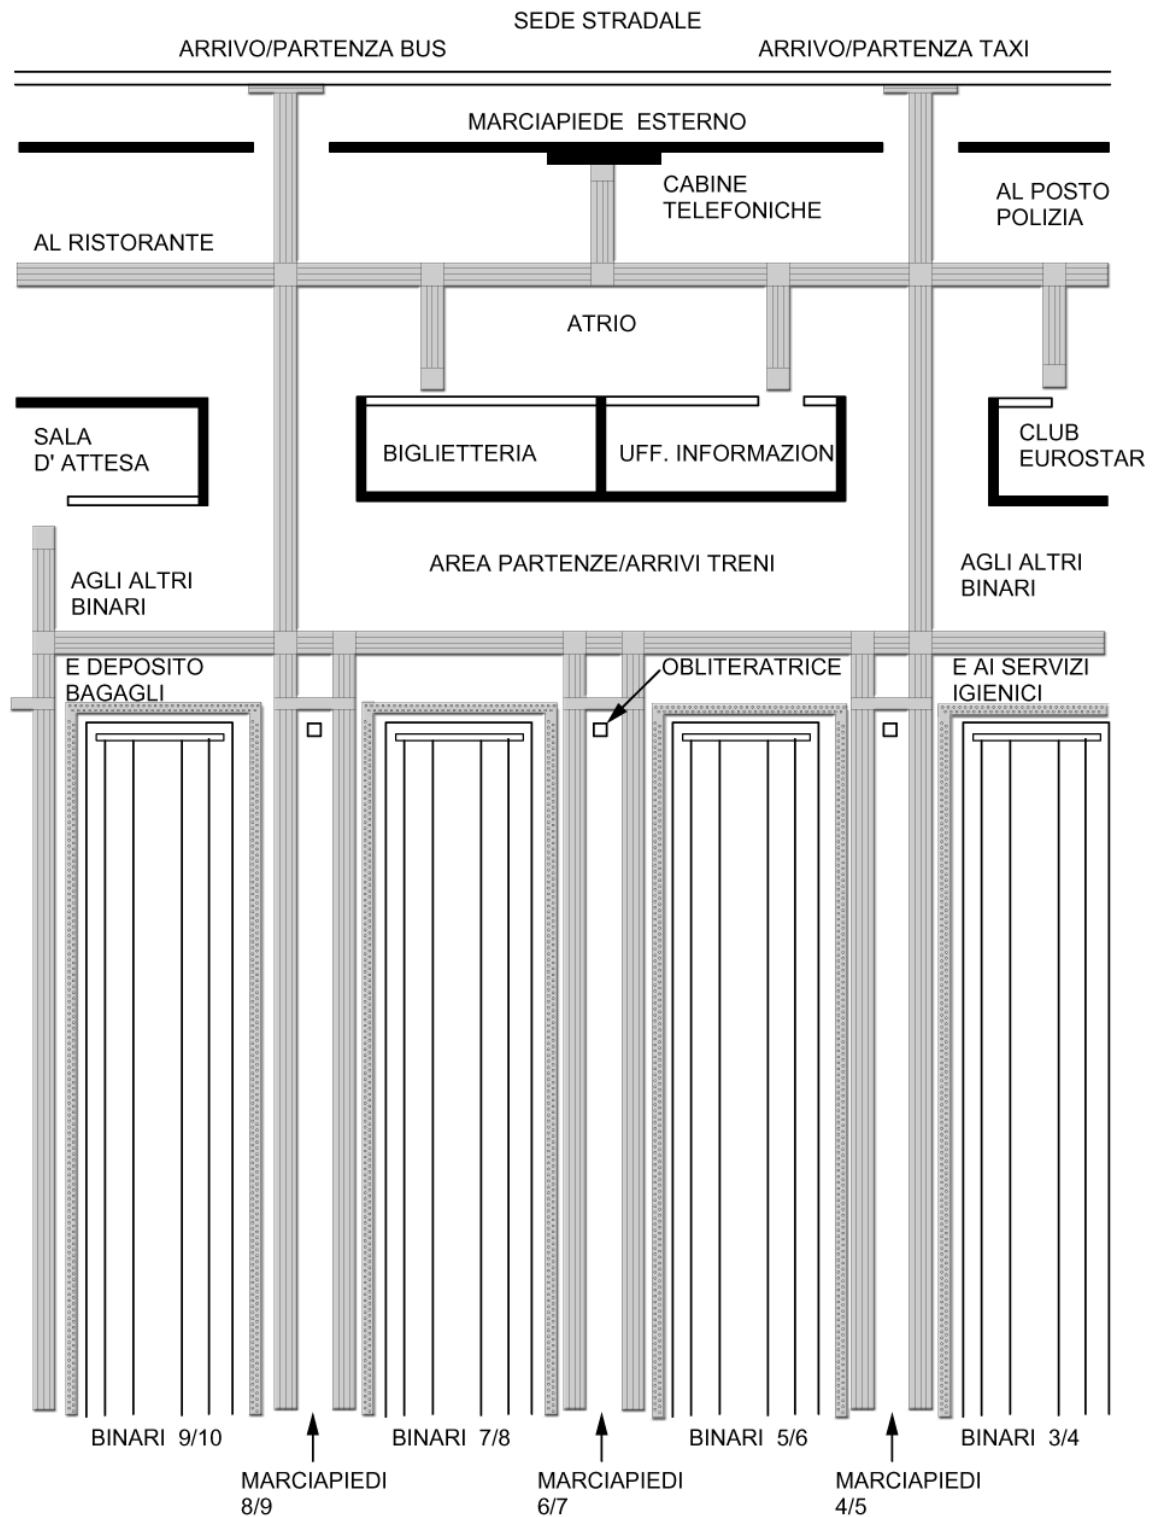 SEDE STRADALE
ARRIVO/PARTENZA BUS
ARRIVO/PARTENZA TAXI
MARCIAPIEDE ESTERNO
CABINE
TELEFONICHE
AL POSTO
POLIZIA
AL RISTORANTE
ATRIO
SALA
D' ATTESA
BIGLIETTERIA
UFF. INFORMAZION
CLUB
EUROSTAR
AREA PARTENZE/ARRIVI TRENI
AGLI ALTRI
BINARI
AGLI ALTRI
BINARI
E DEPOSITO
BAGAGLI
OBLITERATRICE
E AI SERVIZI
IGIENICI
BINARI 9/10
BINARI 7/8
BINARI 5/6
BINARI 3/4
MARCIAPIEDI
8/9
MARCIAPIEDI
6/7
MARCIAPIEDI
4/5